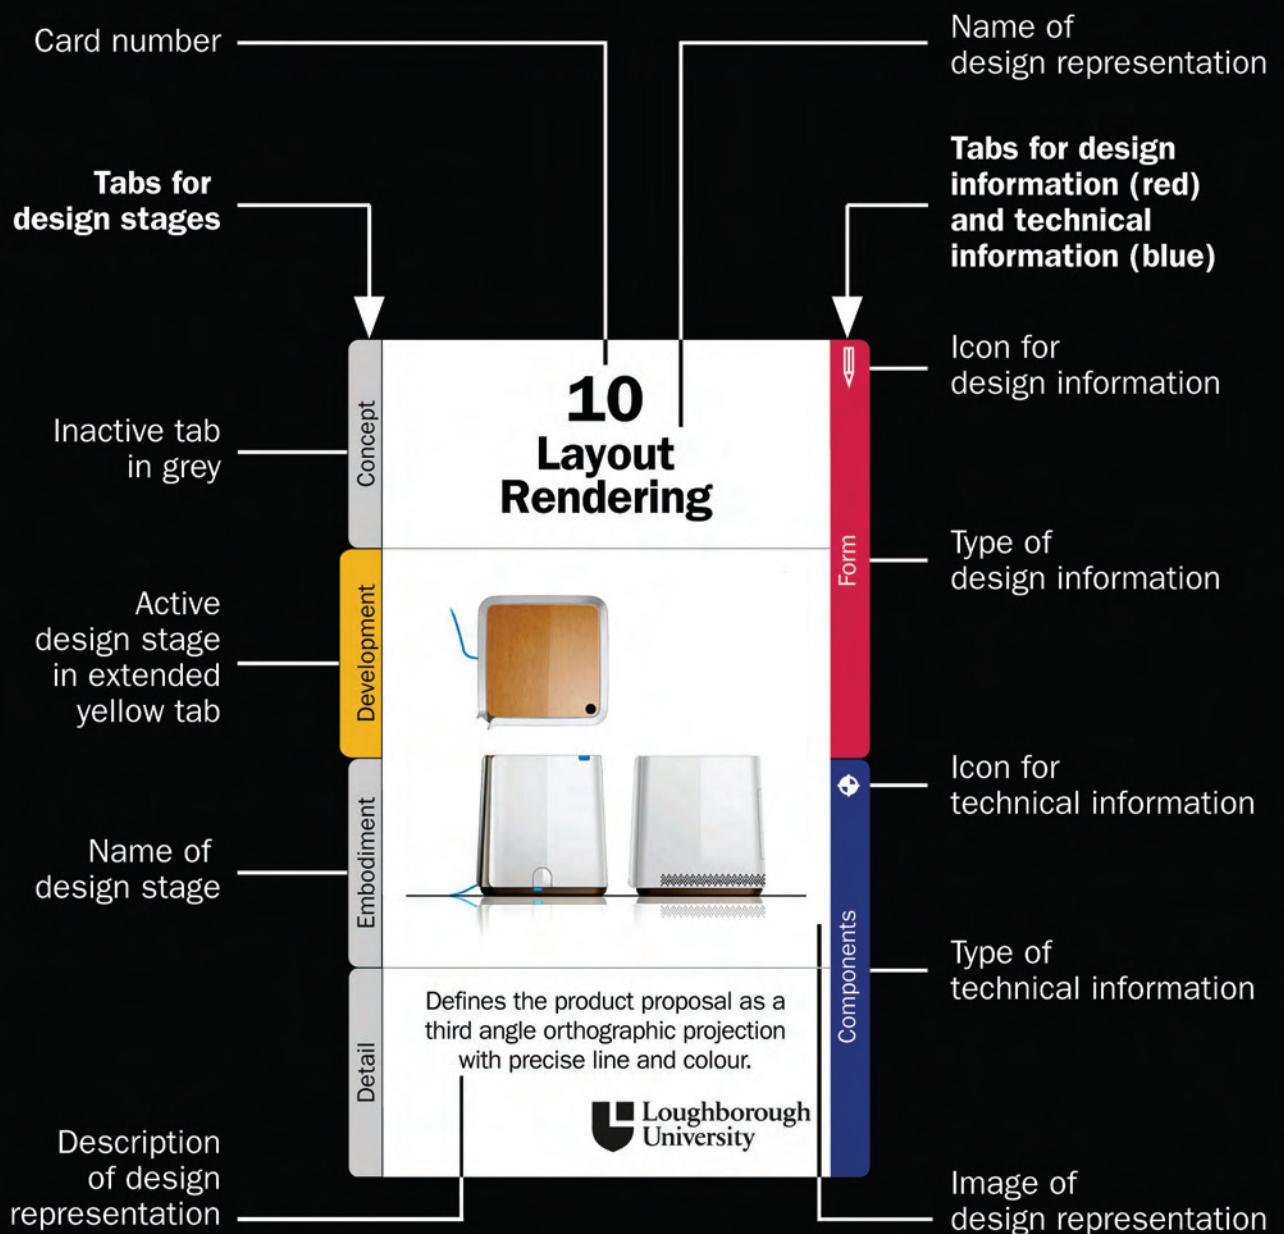 Card number
Name of
design representation
Tabs for
design stages
Tabs for design
information (red)
and technical
information (blue)
Icon for
design information
Inactive tab
in grey
Concept
10
Layout
Rendering
Form
Type of
design information
Active
design stage
in extended
yellow tab
Development
Icon for
technical information
Name of
design stage
Embodiment
Components
Type of
technical information
Detail
Defines the product proposal as a
third angle orthographic projection
with precise line and colour.
Loughborough
University
Description
of design
representation
Image of
design representation